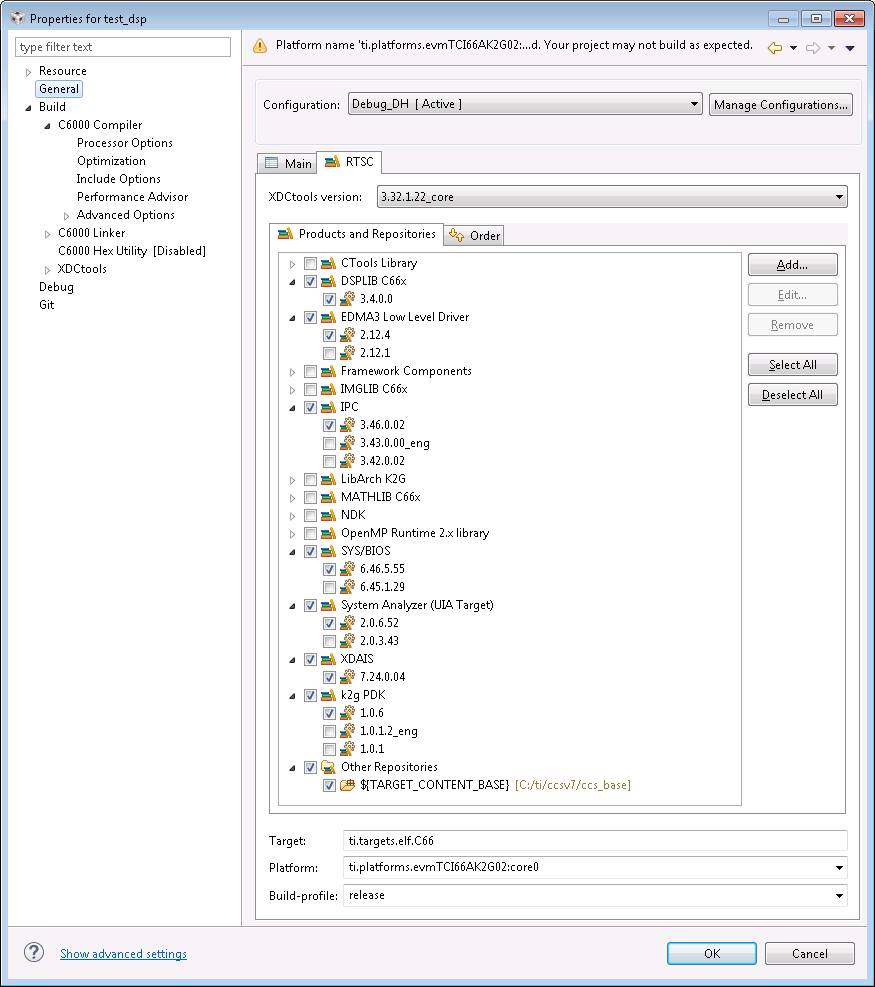 Properties for test_dsp
type filter text
Platform name 'ti.platforms.evmTCI66AK2G02:...d. Your project may not build as expected.
Resource
General
Build
C6000 Compiler
Processor Options
Optimization
Include Options
Performance Advisor
Advanced Options
C6000 Linker
C6000 Hex Utility [Disabled]
XDCtools
Debug
Git
Configuration: Debug_DH [ Active ] Manage Configurations...
Main RTSC
XDCtools version: 3.32.1.22_core
Products and Repositories Order
CTools Library
DSPLIB C66x
3.4.0.0
EDMA3 Low Level Driver
2.12.4
2.12.1
Framework Components
IMGLIB C66x
IPC
3.46.0.02
3.43.0.00_eng
3.42.0.02
LibArch K2G
MATHLIB C66x
NDK
OpenMP Runtime 2.x library
SYS/BIOS
6.46.5.55
6.45.1.29
System Analyzer (UIA Target)
2.0.6.52
2.0.3.43
XDAIS
7.24.0.04
k2g PDK
1.0.6
1.0.1.2_eng
1.0.1
Other Repositories
${TARGET_CONTENT_BASE} [C:/ti/ccsv7/ccs_base]
Add...
Edit...
Remove
Select All
Deselect All
Target: ti.targets.elf.C66
Platform: ti.platforms.evmTCI66AK2G02:core0
Build-profile: release
? Show advanced settings OK Cancel